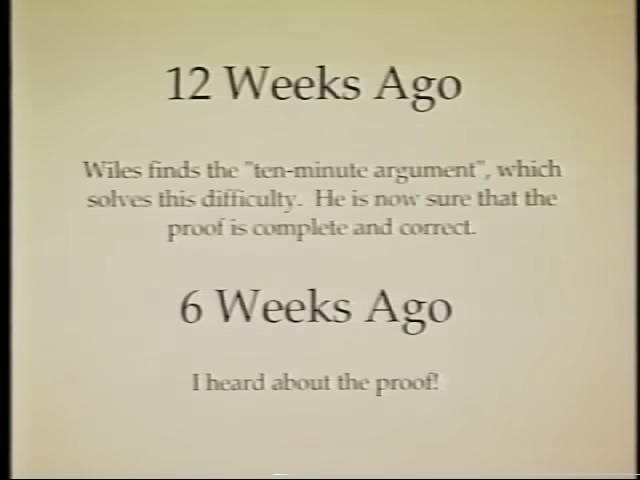 12 Weeks Ago
Wiles finds the "ten-minute argument", which
solves this difficulty.  He is now sure that the
proof is complete and correct.
6 Weeks Ago
I heard about the proof!